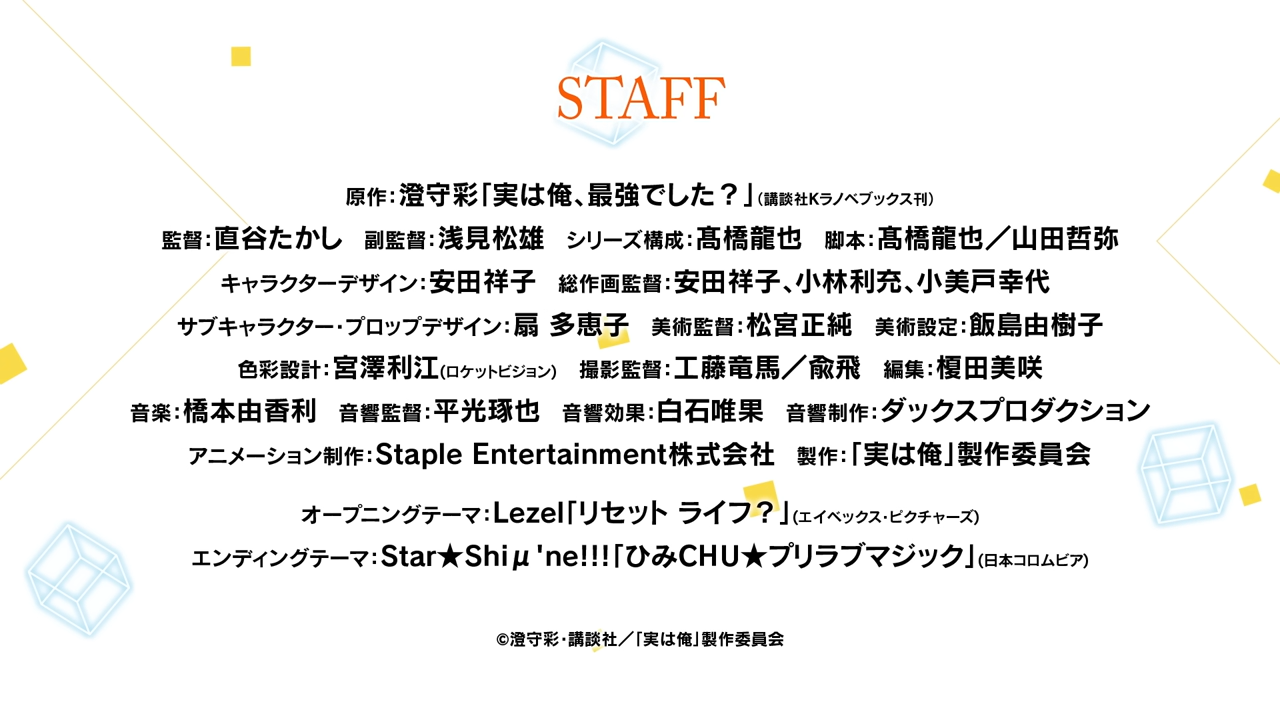 STAFF
原作：澄守彩「実は俺、最強でした？」（講談社Kラノベブックス刊）
監督：直谷たかし　副監督：浅見松雄　シリーズ構成：髙橋龍也　脚本：髙橋龍也／山田哲弥
キャラクターデザイン：安田祥子　総作画監督：安田祥子、小林利充、小美戸幸代
サブキャラクター・プロップデザイン：扇 多恵子　美術監督：松宮正純　美術設定：飯島由樹子
色彩設計：宮澤利江(ロケットビジョン)　撮影監督：工藤竜馬／兪飛　編集：榎田美咲
音楽：橋本由香利　音響監督：平光琢也　音響効果：白石唯果　音響制作：ダックスプロダクション
アニメーション制作：Staple Entertainment株式会社　製作：「実は俺」製作委員会
オープニングテーマ：Lezel「リセット ライフ？」(エイベックス・ピクチャーズ)
エンディングテーマ：Star★Shiμ'ne!!!「ひみCHU★プリラブマジック」(日本コロムビア)
©澄守彩・講談社／「実は俺」製作委員会